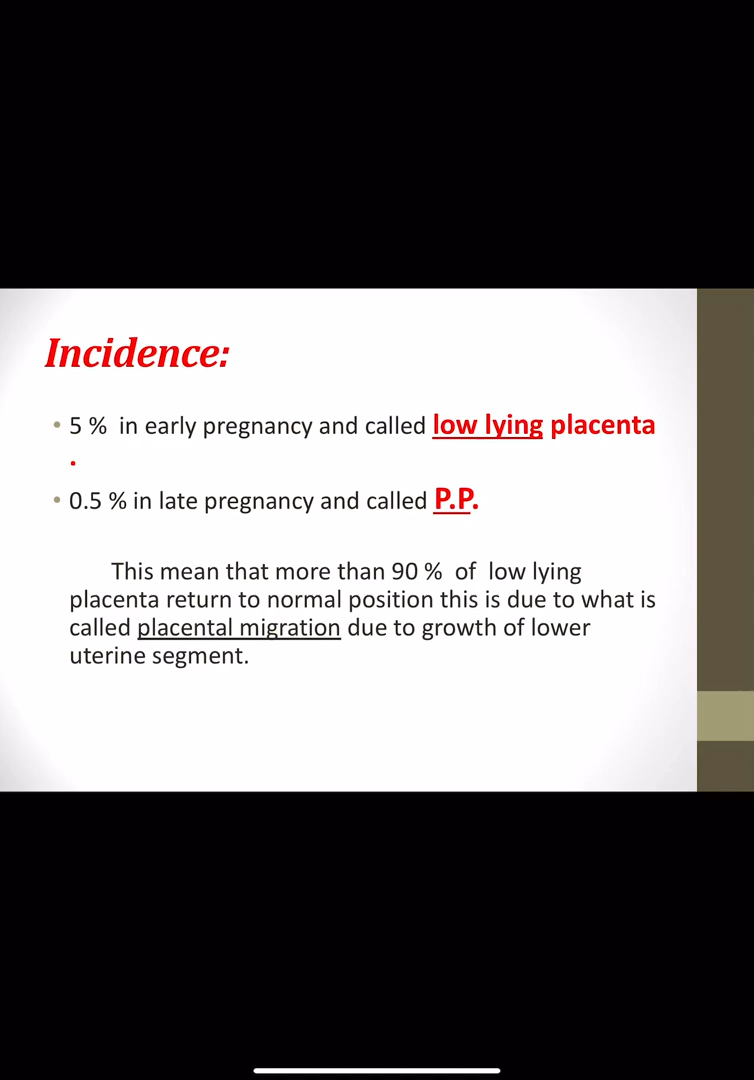 Incidence:
• 5 % in early pregnancy and called low lying placenta
.
• 0.5 % in late pregnancy and called P.P.
This mean that more than 90 % of low lying
placenta return to normal position this is due to what is
called placental migration due to growth of lower
uterine segment.